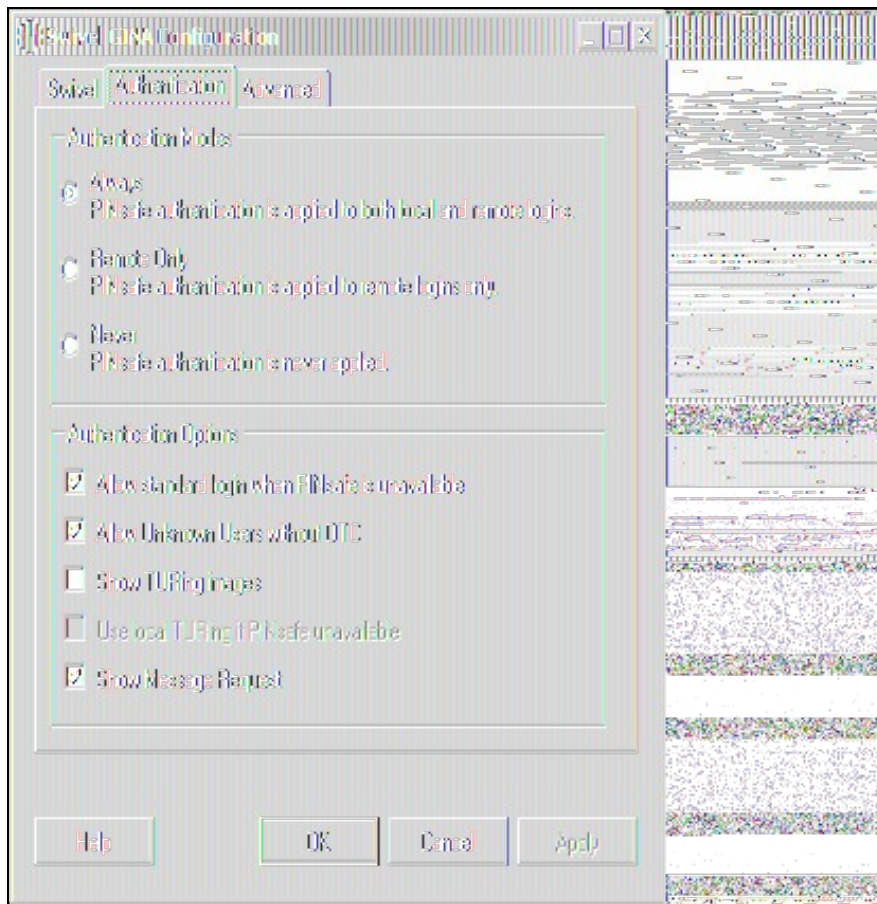 Swivel GINA Configuration
Swivel Authentication Advanced
Authentication Modes
Always
PINsafe authentication is applied to both local and remote logins.
Remote Only
PINsafe authentication is applied to remote logins only.
Never
PINsafe authentication is never applied.
Authentication Options
Allow standard login when PINsafe is unavailable
Allow Unknown Users without OTC
Show TURing images
Use local TURing if PINsafe unavailable
Show Message Request
Help OK Cancel Apply